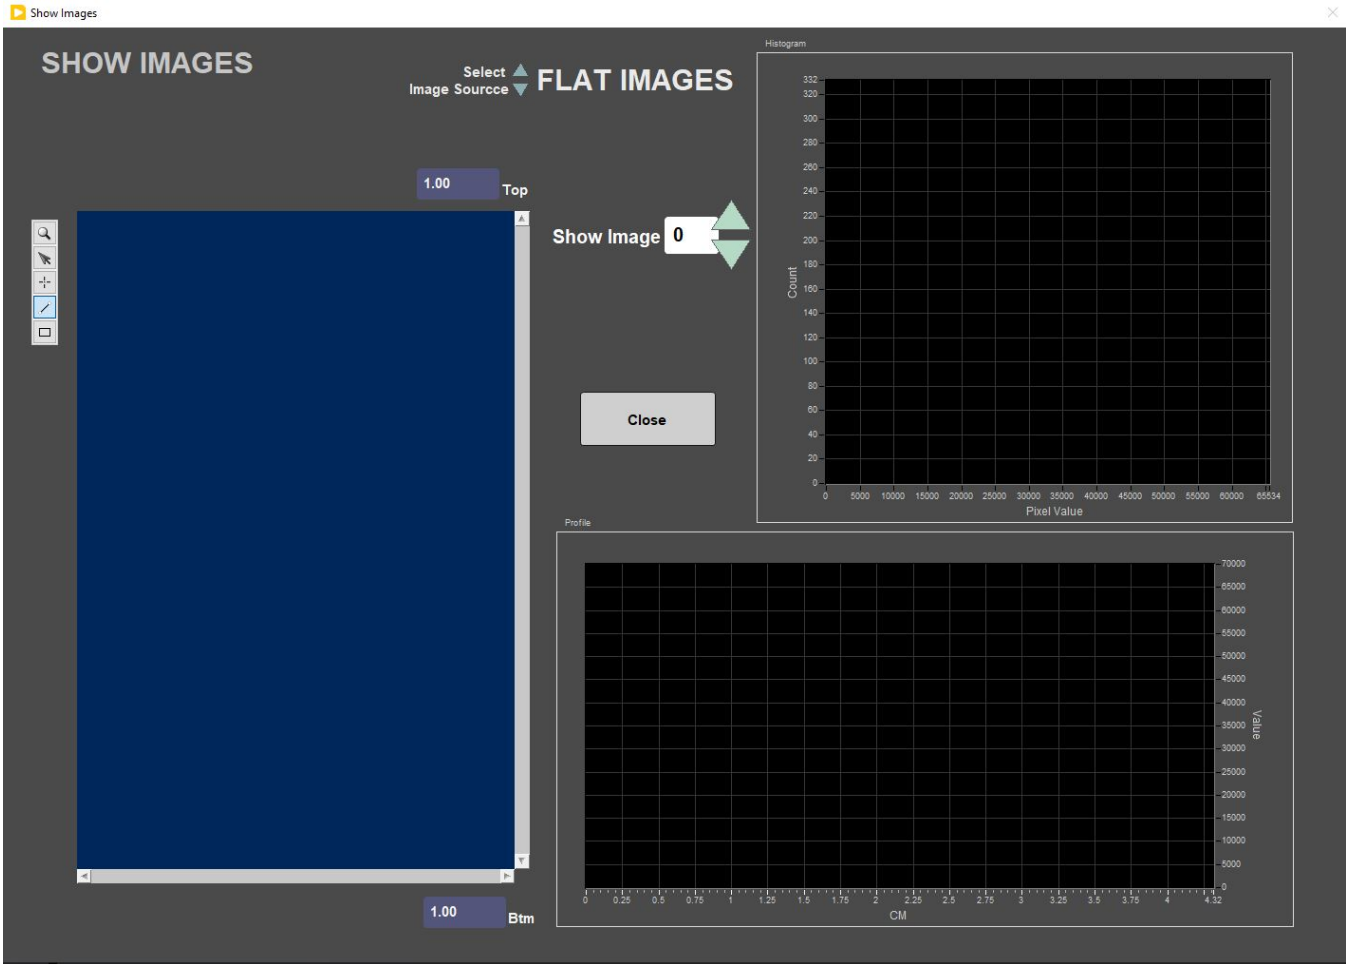 Show Images
SHOW IMAGES
Select
Image Sourcce
FLAT IMAGES
1.00
Top
Show Image
0
Close
1.00
Btm
Histogram
332
320
300
280
260
240
220
200
180
160
140
120
100
80
60
40
20
0
Count
0 5000 10000 15000 20000 25000 30000 35000 40000 45000 50000 55000 60000 65534
Pixel Value
Profile
70000
65000
60000
55000
50000
45000
40000
35000
30000
25000
20000
15000
10000
5000
0
Value
0 0.25 0.5 0.75 1 1.25 1.5 1.75 2 2.25 2.5 2.75 3 3.25 3.5 3.75 4 4.32
CM